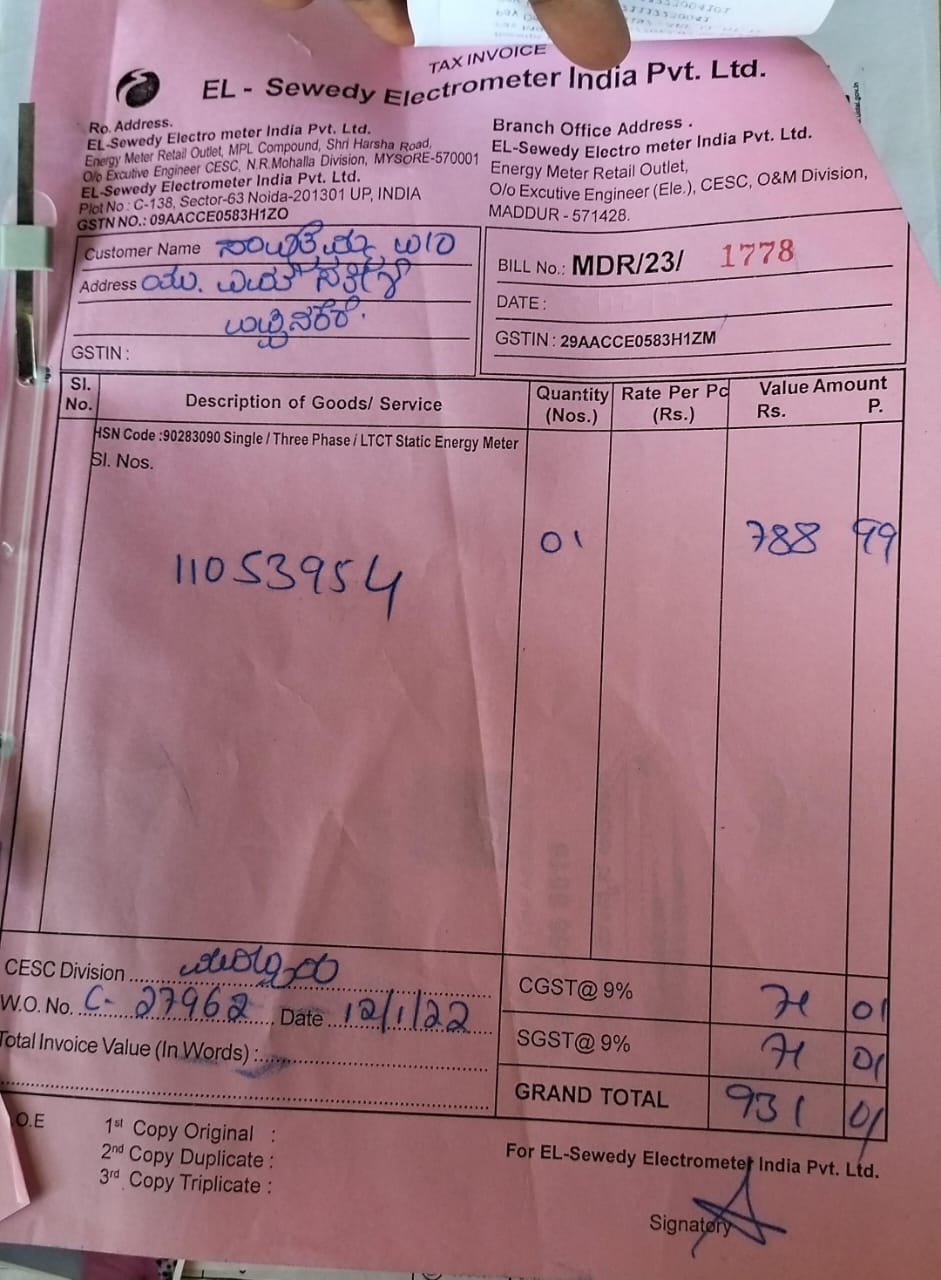 TAX INVOICE
EL - Sewedy Electrometer India Pvt. Ltd.
Ro. Address.
EL-Sewedy Electro meter India Pvt. Ltd.
Energy Meter Retail Outlet, MPL Compound, Shri Harsha Road,
O/o Excutive Engineer CESC, N.R.Mohalla Division, MYSORE-570001
EL-Sewedy Electrometer India Pvt. Ltd.
Plot No : C-138, Sector-63 Noida-201301 UP, INDIA
GSTN NO.: 09AACCE0583H1ZO
Branch Office Address .
EL-Sewedy Electro meter India Pvt. Ltd.
Energy Meter Retail Outlet,
O/o Excutive Engineer (Ele.), CESC, O&M Division,
MADDUR - 571428.
Customer Name
Address ಯು.
GSTIN :
BILL No.: MDR/23/ 1778
DATE :
GSTIN : 29AACCE0583H1ZM
Sl. No. Description of Goods/ Service Quantity (Nos.) Rate Per Pc (Rs.) Value Amount Rs. P.
HSN Code :90283090 Single / Three Phase / LTCT Static Energy Meter
Sl. Nos.
11053954 01 788 99
CESC Division
W.O. No. C- 27962 Date 12/1/22
Total Invoice Value (In Words) :
CGST@ 9% 71 01
SGST@ 9% 71 01
GRAND TOTAL 931 01
.O.E
1st Copy Original :
2nd Copy Duplicate :
3rd Copy Triplicate :
For EL-Sewedy Electrometer India Pvt. Ltd.
Signatory